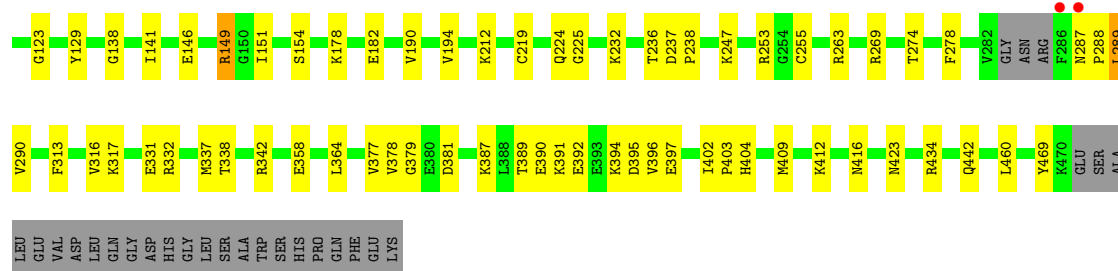 G123 Y129 G138 I141 E146 R149 G150 I151 S154 K178 E182 V190 V194 K212 C219 Q224 G225 K232 T236 D237 P238 K247 R253 G254 C255 R263 R269 T274 F278 V282 GLY ASN ARG F286 N287 P288 L289
V290 F313 V316 K317 E331 R332 M337 T338 R342 E358 L364 V377 V378 G379 E380 D381 K387 L388 T389 E390 K391 E392 E393 K394 D395 V396 E397 I402 P403 H404 M409 K412 N416 N423 R434 Q442 L460 Y469 K470 GLU SER ALA
LEU GLU VAL ASP LEU GLN GLY ASP HIS GLY LEU SER ALA TRP SER HIS PRO GLN PHE GLU LYS